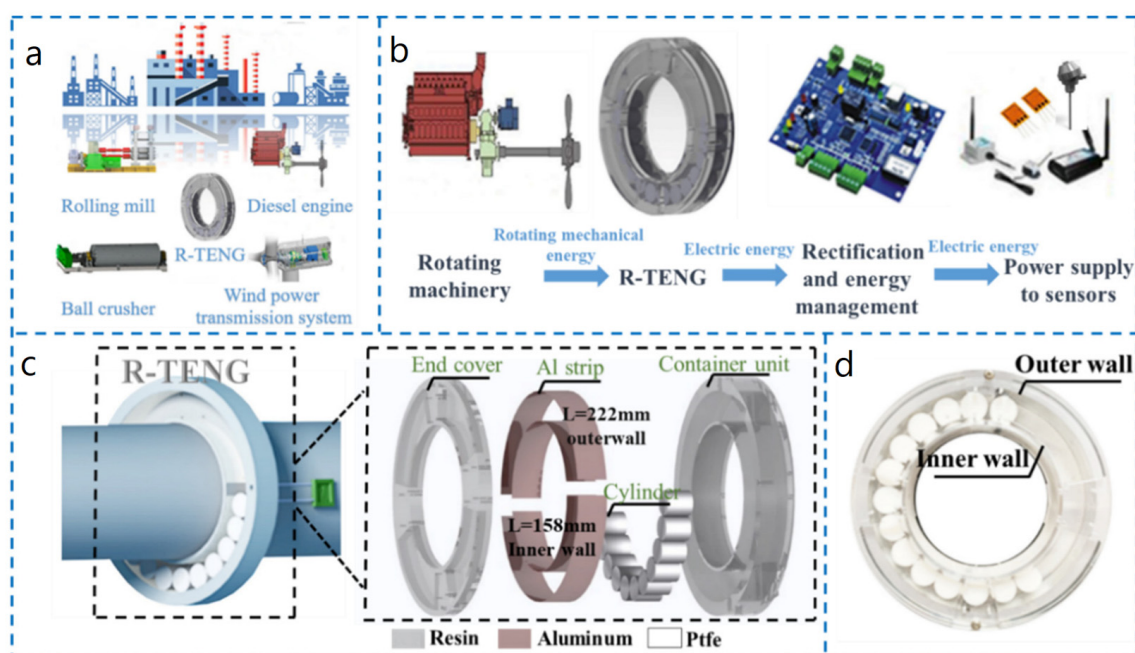 a
Rolling mill
Diesel engine
R-TENG
Ball crusher
Wind power
transmission system
b
Rotating mechanical
energy
Electric energy
Electric energy
Rotating
machinery
R-TENG
Rectification
and energy
management
Power supply
to sensors
c
R-TENG
End cover
Al strip
Container unit
L=222mm
outerwall
Cylinder
L=158mm
Inner wall
Resin
Aluminum
Ptfe
d
Outer wall
Inner wall